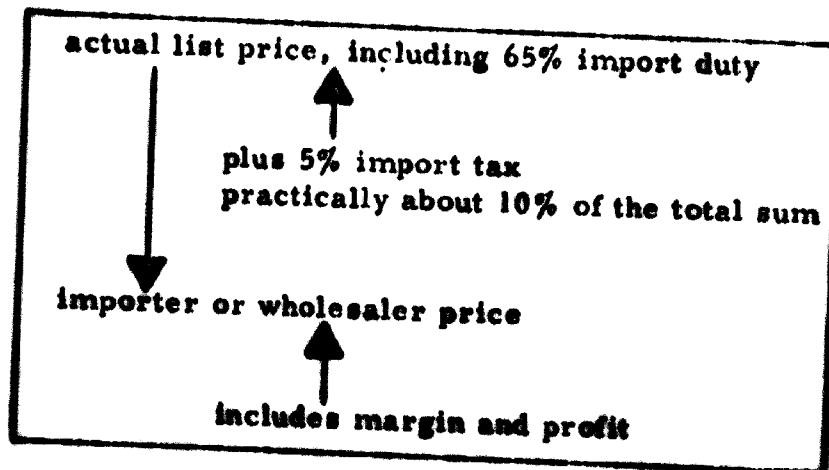 actual list price, including 65% import duty
plus 5% import tax
practically about 10% of the total sum
importer or wholesaler price
includes margin and profit